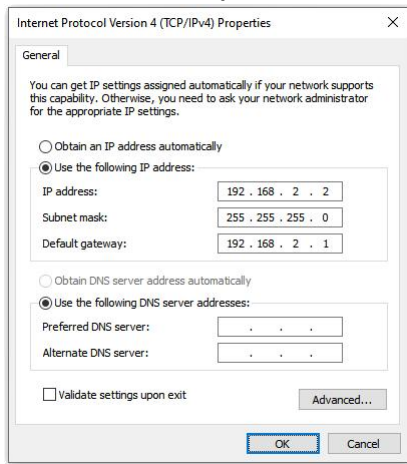 Internet Protocol Version 4 (TCP/IPv4) Properties
General
You can get IP settings assigned automatically if your network supports
this capability. Otherwise, you need to ask your network administrator
for the appropriate IP settings.
Obtain an IP address automatically
Use the following IP address:
IP address: 192 . 168 . 2 . 2
Subnet mask: 255 . 255 . 255 . 0
Default gateway: 192 . 168 . 2 . 1
Obtain DNS server address automatically
Use the following DNS server addresses:
Preferred DNS server: . . .
Alternate DNS server: . . .
Validate settings upon exit
Advanced...
OK Cancel